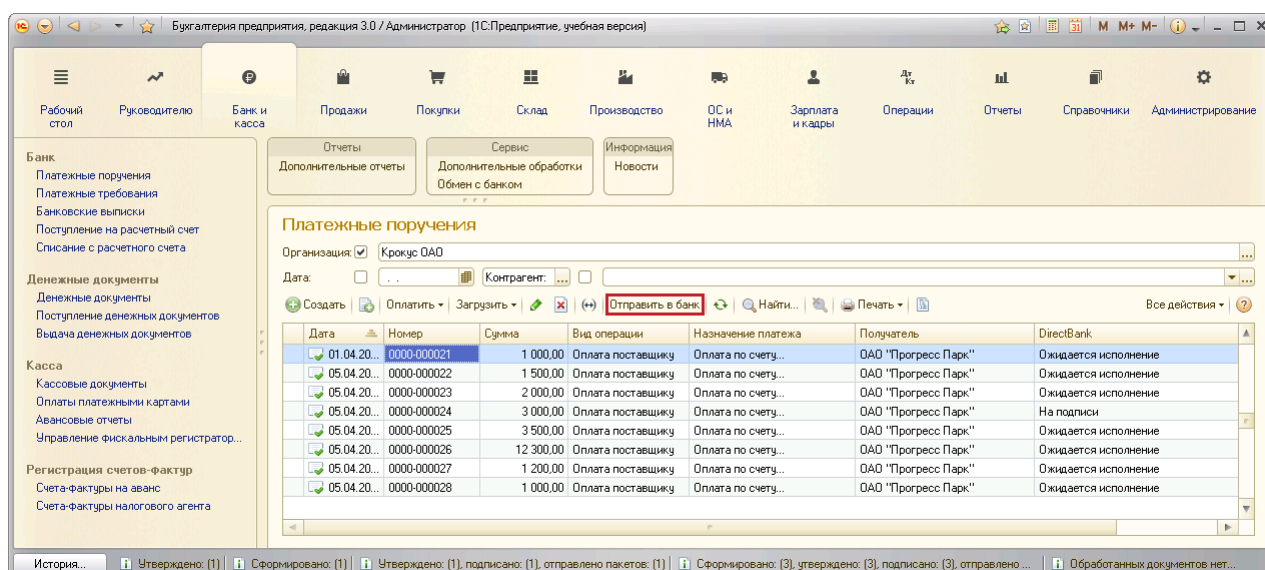 Бухгалтерия предприятия, редакция 3.0 / Администратор (1С:Предприятие, учебная версия)
M M+ M-
Рабочий стол
Руководителю
Банк и касса
Продажи
Покупки
Склад
Производство
ОС и НМА
Зарплата и кадры
Дт Кт
Операции
Отчеты
Справочники
Администрирование
Банк
Платежные поручения
Платежные требования
Банковские выписки
Поступление на расчетный счет
Списание с расчетного счета
Денежные документы
Денежные документы
Поступление денежных документов
Выдача денежных документов
Касса
Кассовые документы
Оплаты платежными картами
Авансовые отчеты
Управление фискальным регистратор...
Регистрация счетов-фактур
Счета-фактуры на аванс
Счета-фактуры налогового агента
Отчеты
Дополнительные отчеты
Сервис
Дополнительные обработки
Обмен с банком
Информация
Новости
Платежные поручения
Организация: Крокус ОАО ...
Дата: . . Контрагент: ... ...
Создать Оплатить Загрузить Отправить в банк Найти... Печать Все действия ?
Дата Номер Сумма Вид операции Назначение платежа Получатель DirectBank
01.04.20... 0000-000021 1 000,00 Оплата поставщику Оплата по счету... ОАО "Прогресс Парк" Ожидается исполнение
05.04.20... 0000-000022 1 500,00 Оплата поставщику Оплата по счету... ОАО "Прогресс Парк" Ожидается исполнение
05.04.20... 0000-000023 2 000,00 Оплата поставщику Оплата по счету... ОАО "Прогресс Парк" Ожидается исполнение
05.04.20... 0000-000024 3 000,00 Оплата поставщику Оплата по счету... ОАО "Прогресс Парк" На подписи
05.04.20... 0000-000025 3 500,00 Оплата поставщику Оплата по счету... ОАО "Прогресс Парк" Ожидается исполнение
05.04.20... 0000-000026 12 300,00 Оплата поставщику Оплата по счету... ОАО "Прогресс Парк" Ожидается исполнение
05.04.20... 0000-000027 1 200,00 Оплата поставщику Оплата по счету... ОАО "Прогресс Парк" Ожидается исполнение
05.04.20... 0000-000028 1 000,00 Оплата поставщику Оплата по счету... ОАО "Прогресс Парк" Ожидается исполнение
История... Утверждено: (1) Сформировано: (1) Утверждено: (1), подписано: (1), отправлено пакетов: (1) Сформировано: (3), утверждено: (3), подписано: (3), отправлено ... Обработанных документов нет...